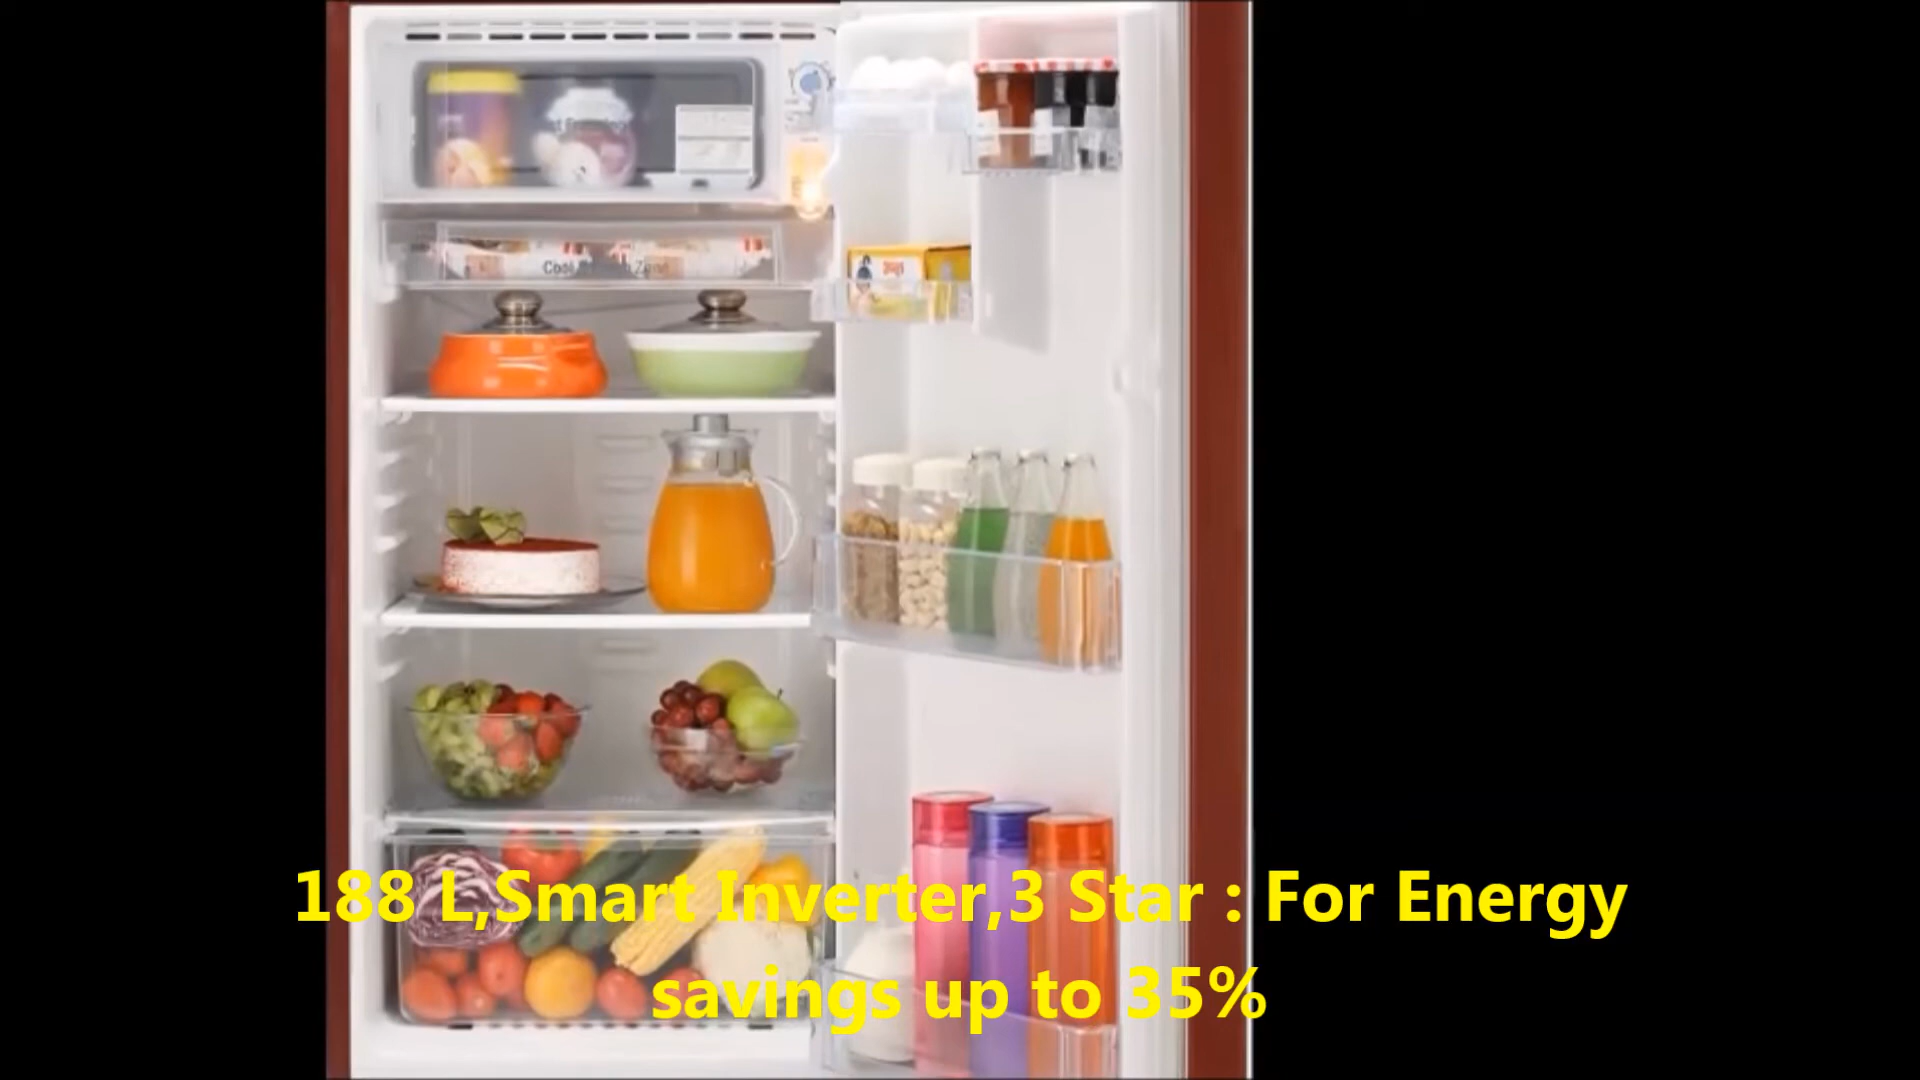 188 L,Smart Inverter,3 Star : For Energy
savings up to 35%